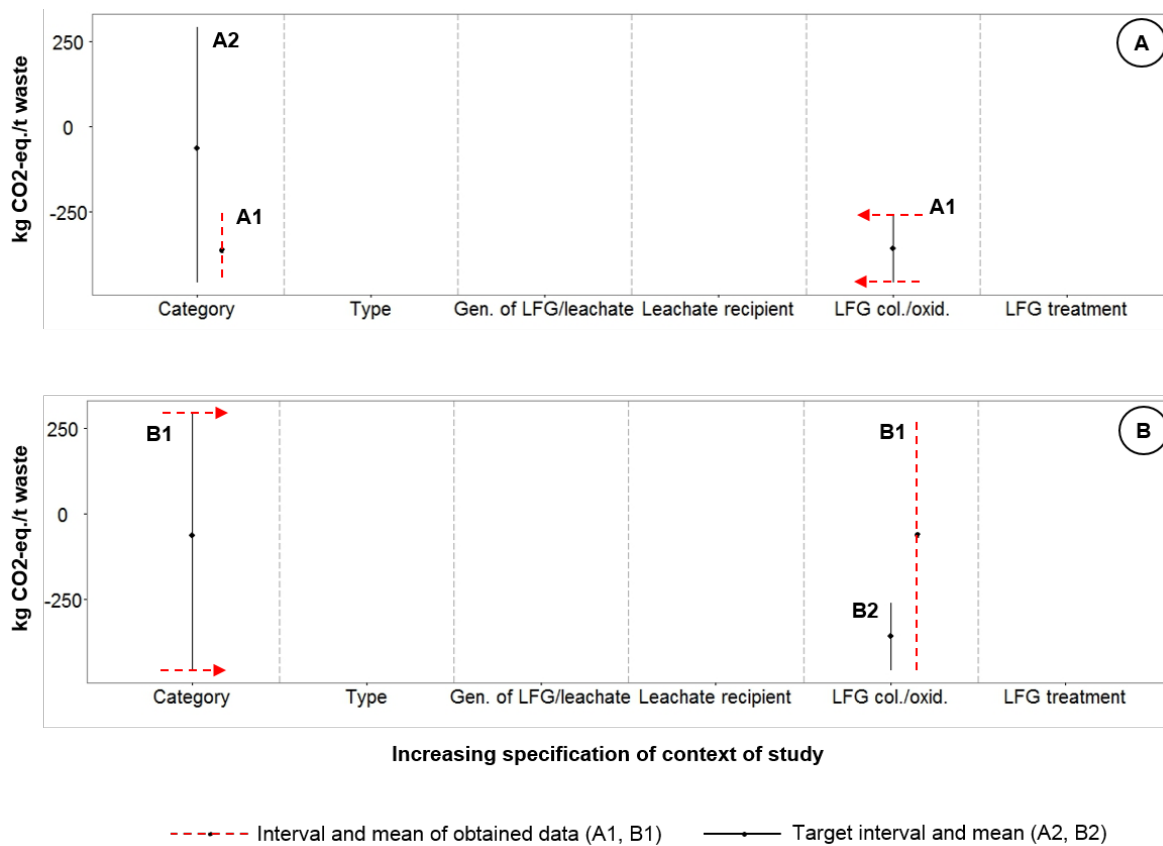 kg CO2-eq./t waste
250
0
-250
A2
A1
A1
A
Category Type Gen. of LFG/leachate Leachate recipient LFG col./oxid. LFG treatment
kg CO2-eq./t waste
250
0
-250
B1
B1
B2
B
Category Type Gen. of LFG/leachate Leachate recipient LFG col./oxid. LFG treatment
Increasing specification of context of study
Interval and mean of obtained data (A1, B1) Target interval and mean (A2, B2)